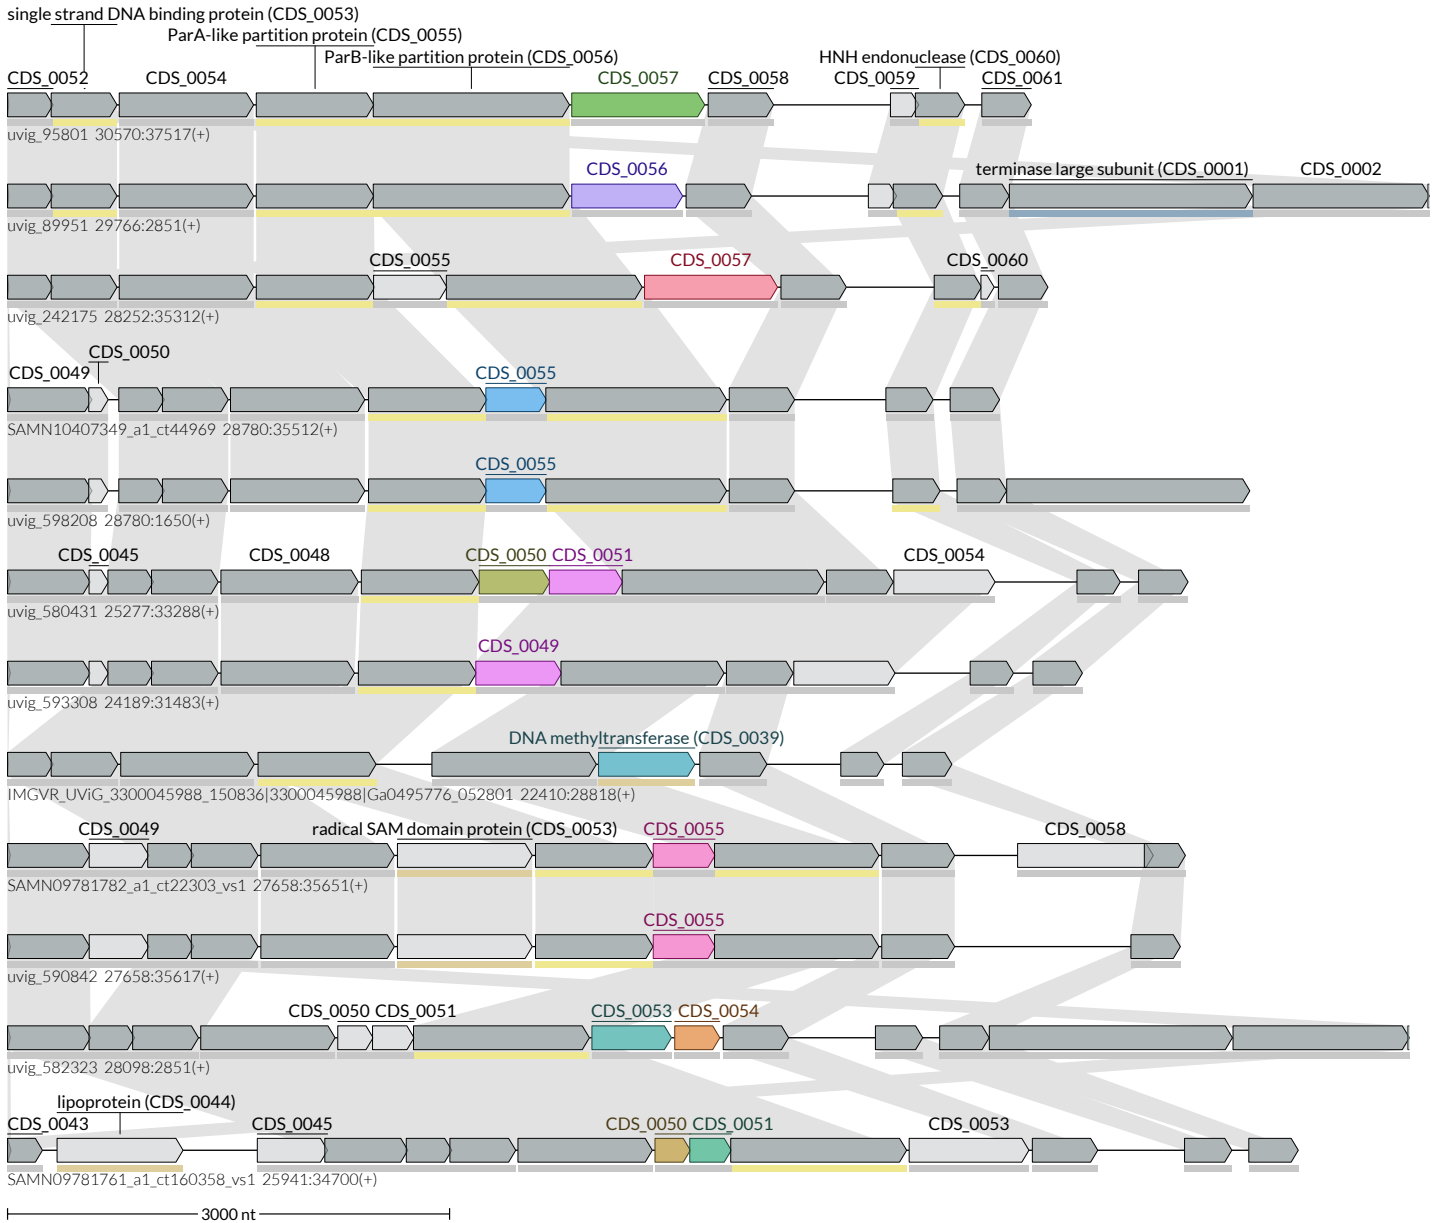 single strand DNA binding protein (CDS_0053)
ParA-like partition protein (CDS_0055)
ParB-like partition protein (CDS_0056) HNH endonuclease (CDS_0060)
CDS_0052 CDS_0054 CDS_0057 CDS_0058 CDS_0059 CDS_0061
uvig_95801 30570:37517(+)
CDS_0056 terminase large subunit (CDS_0001) CDS_0002
uvig_89951 29766:2851(+)
CDS_0055 CDS_0057 CDS_0060
uvig_242175 28252:35312(+)
CDS_0050
CDS_0049 CDS_0055
SAMN10407349_a1_ct44969 28780:35512(+)
CDS_0055
uvig_598208 28780:1650(+)
CDS_0045 CDS_0048 CDS_0050 CDS_0051 CDS_0054
uvig_580431 25277:33288(+)
CDS_0049
uvig_593308 24189:31483(+)
DNA methyltransferase (CDS_0039)
IMGVR_UViG_3300045988_150836|3300045988|Ga0495776_052801 22410:28818(+)
CDS_0049 radical SAM domain protein (CDS_0053) CDS_0055 CDS_0058
SAMN09781782_a1_ct22303_vs1 27658:35651(+)
CDS_0055
uvig_590842 27658:35617(+)
CDS_0050 CDS_0051 CDS_0053 CDS_0054
uvig_582323 28098:2851(+)
lipoprotein (CDS_0044)
CDS_0043 CDS_0045 CDS_0050 CDS_0051 CDS_0053
SAMN09781761_a1_ct160358_vs1 25941:34700(+)
3000 nt